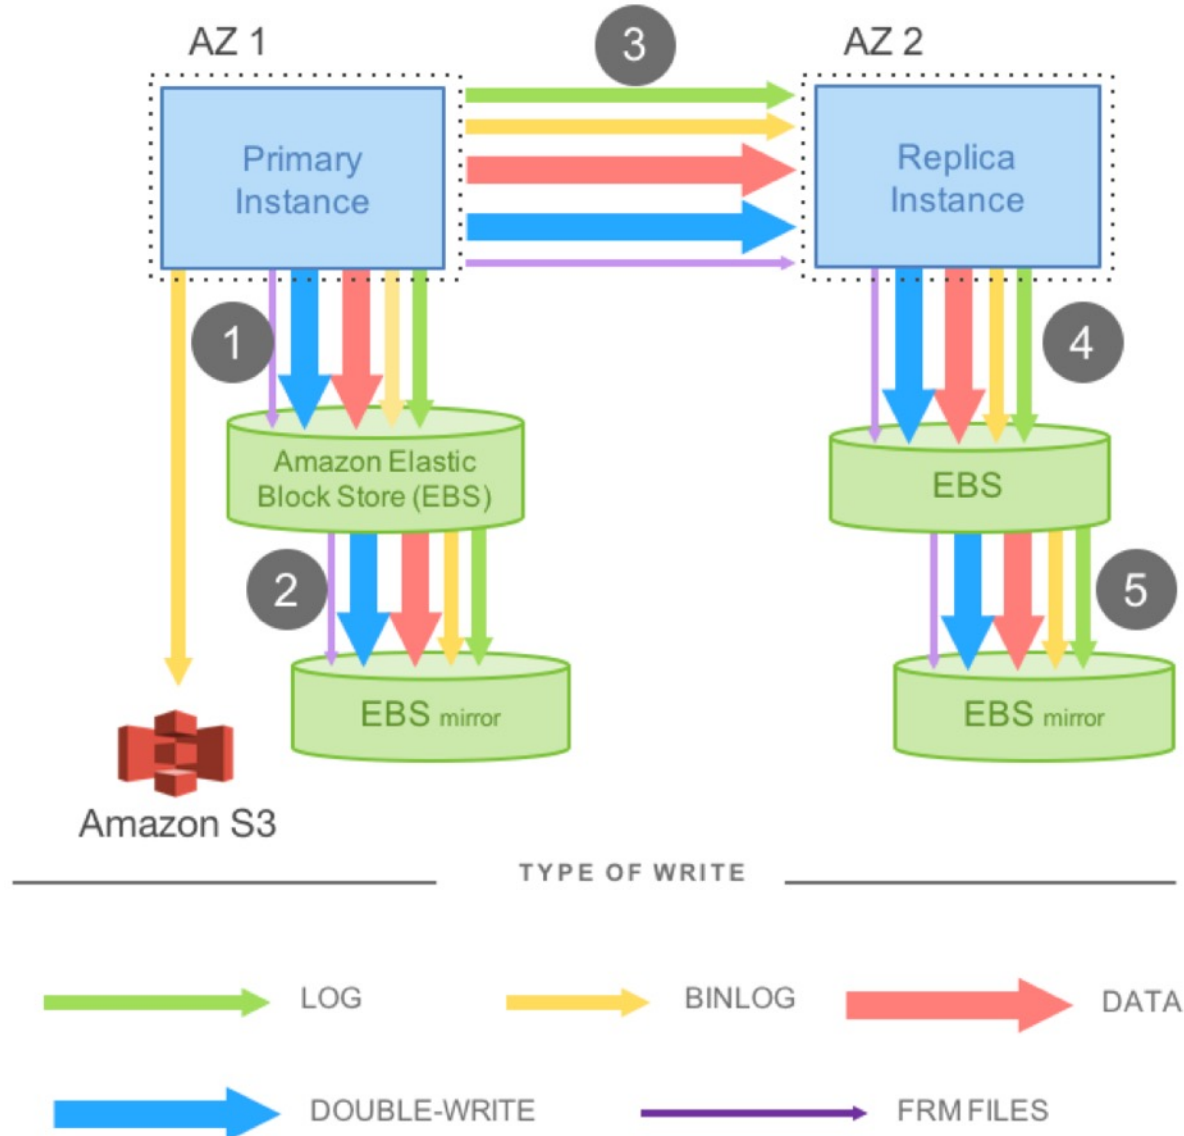 AZ 1
3
AZ 2
Primary
Instance
Replica
Instance
1
4
Amazon Elastic
Block Store (EBS)
EBS
2
5
EBS mirror
EBS mirror
Amazon S3
TYPE OF WRITE
LOG
BINLOG
DATA
DOUBLE-WRITE
FRM FILES